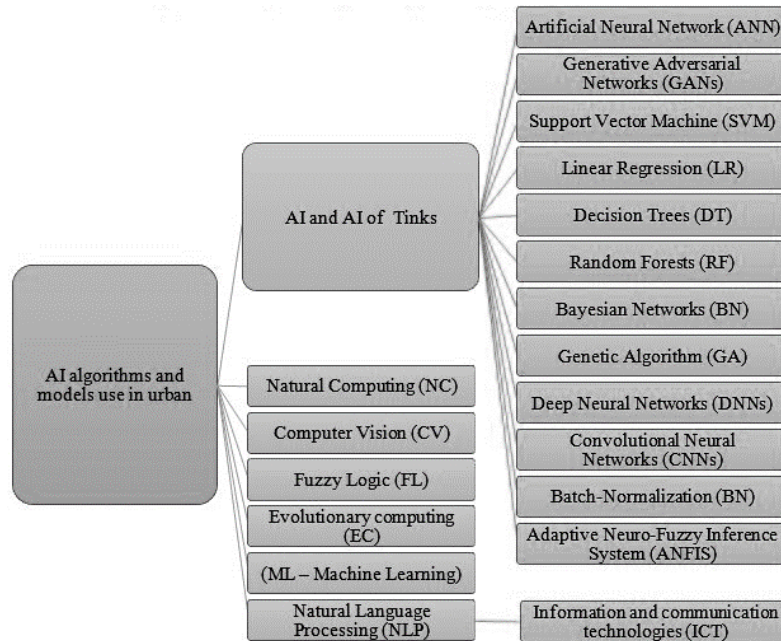 AI algorithms and
models use in urban
AI and AI of Tinks
Natural Computing (NC)
Computer Vision (CV)
Fuzzy Logic (FL)
Evolutionary computing
(EC)
(ML – Machine Learning)
Natural Language
Processing (NLP)
Artificial Neural Network (ANN)
Generative Adversarial
Networks (GANs)
Support Vector Machine (SVM)
Linear Regression (LR)
Decision Trees (DT)
Random Forests (RF)
Bayesian Networks (BN)
Genetic Algorithm (GA)
Deep Neural Networks (DNNs)
Convolutional Neural
Networks (CNNs)
Batch-Normalization (BN)
Adaptive Neuro-Fuzzy Inference
System (ANFIS)
Information and communication
technologies (ICT)